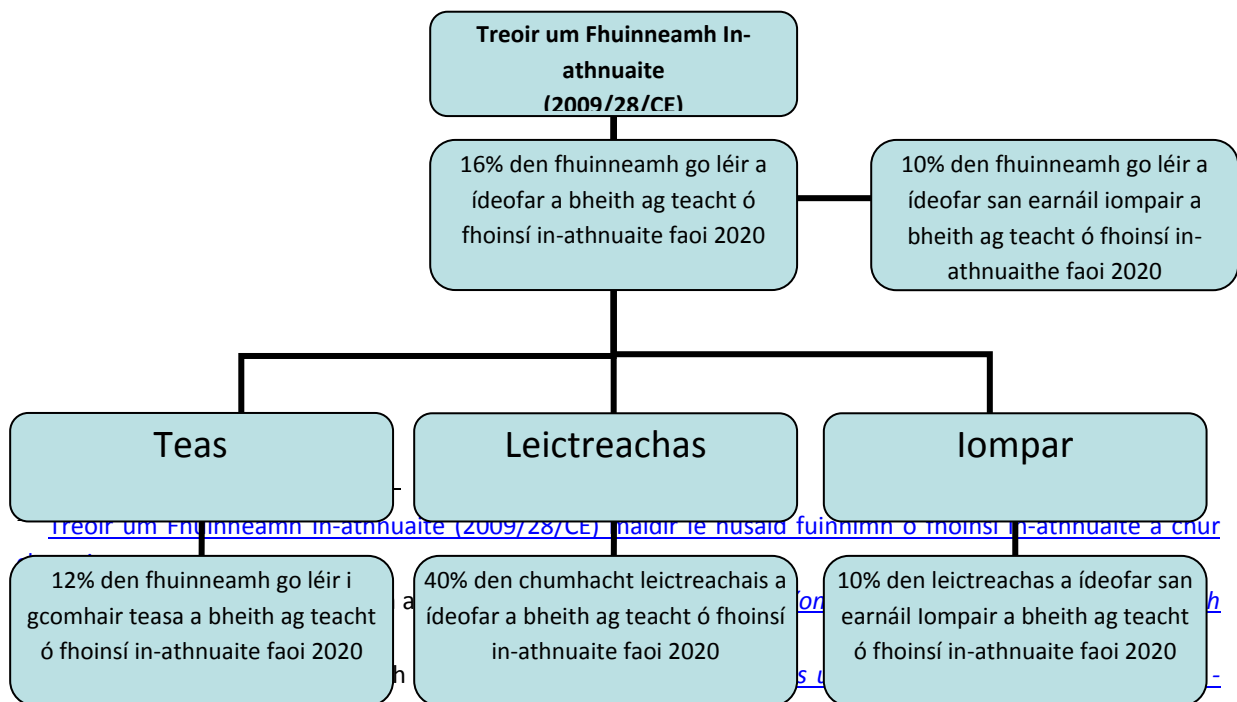 Treoir um Fhuinneamh In-
athnuaite
(2009/28/CE)
16% den fhuinneamh go léir a
ídeofar a bheith ag teacht ó
fhoinsí in-athnuaite faoi 2020
10% den fhuinneamh go léir a
ídeofar san earnáil iompair a
bheith ag teacht ó fhoinsí in-
athnuaithe faoi 2020
Teas
Leictreachas
Iompar
Treoir um Fhuinneamh In-athnuaite (2009/28/CE) maidir le húsáid fuinnimh ó fhoinsí in-athnuaite a chur
12% den fhuinneamh go léir i
gcomhair teasa a bheith ag teacht
ó fhoinsí in-athnuaite faoi 2020
40% den chumhacht leictreachais a
ídeofar a bheith ag teacht ó fhoinsí
in-athnuaite faoi 2020
10% den leictreachas a ídeofar san
earnáil Iompair a bheith ag teacht
ó fhoinsí in-athnuaite faoi 2020